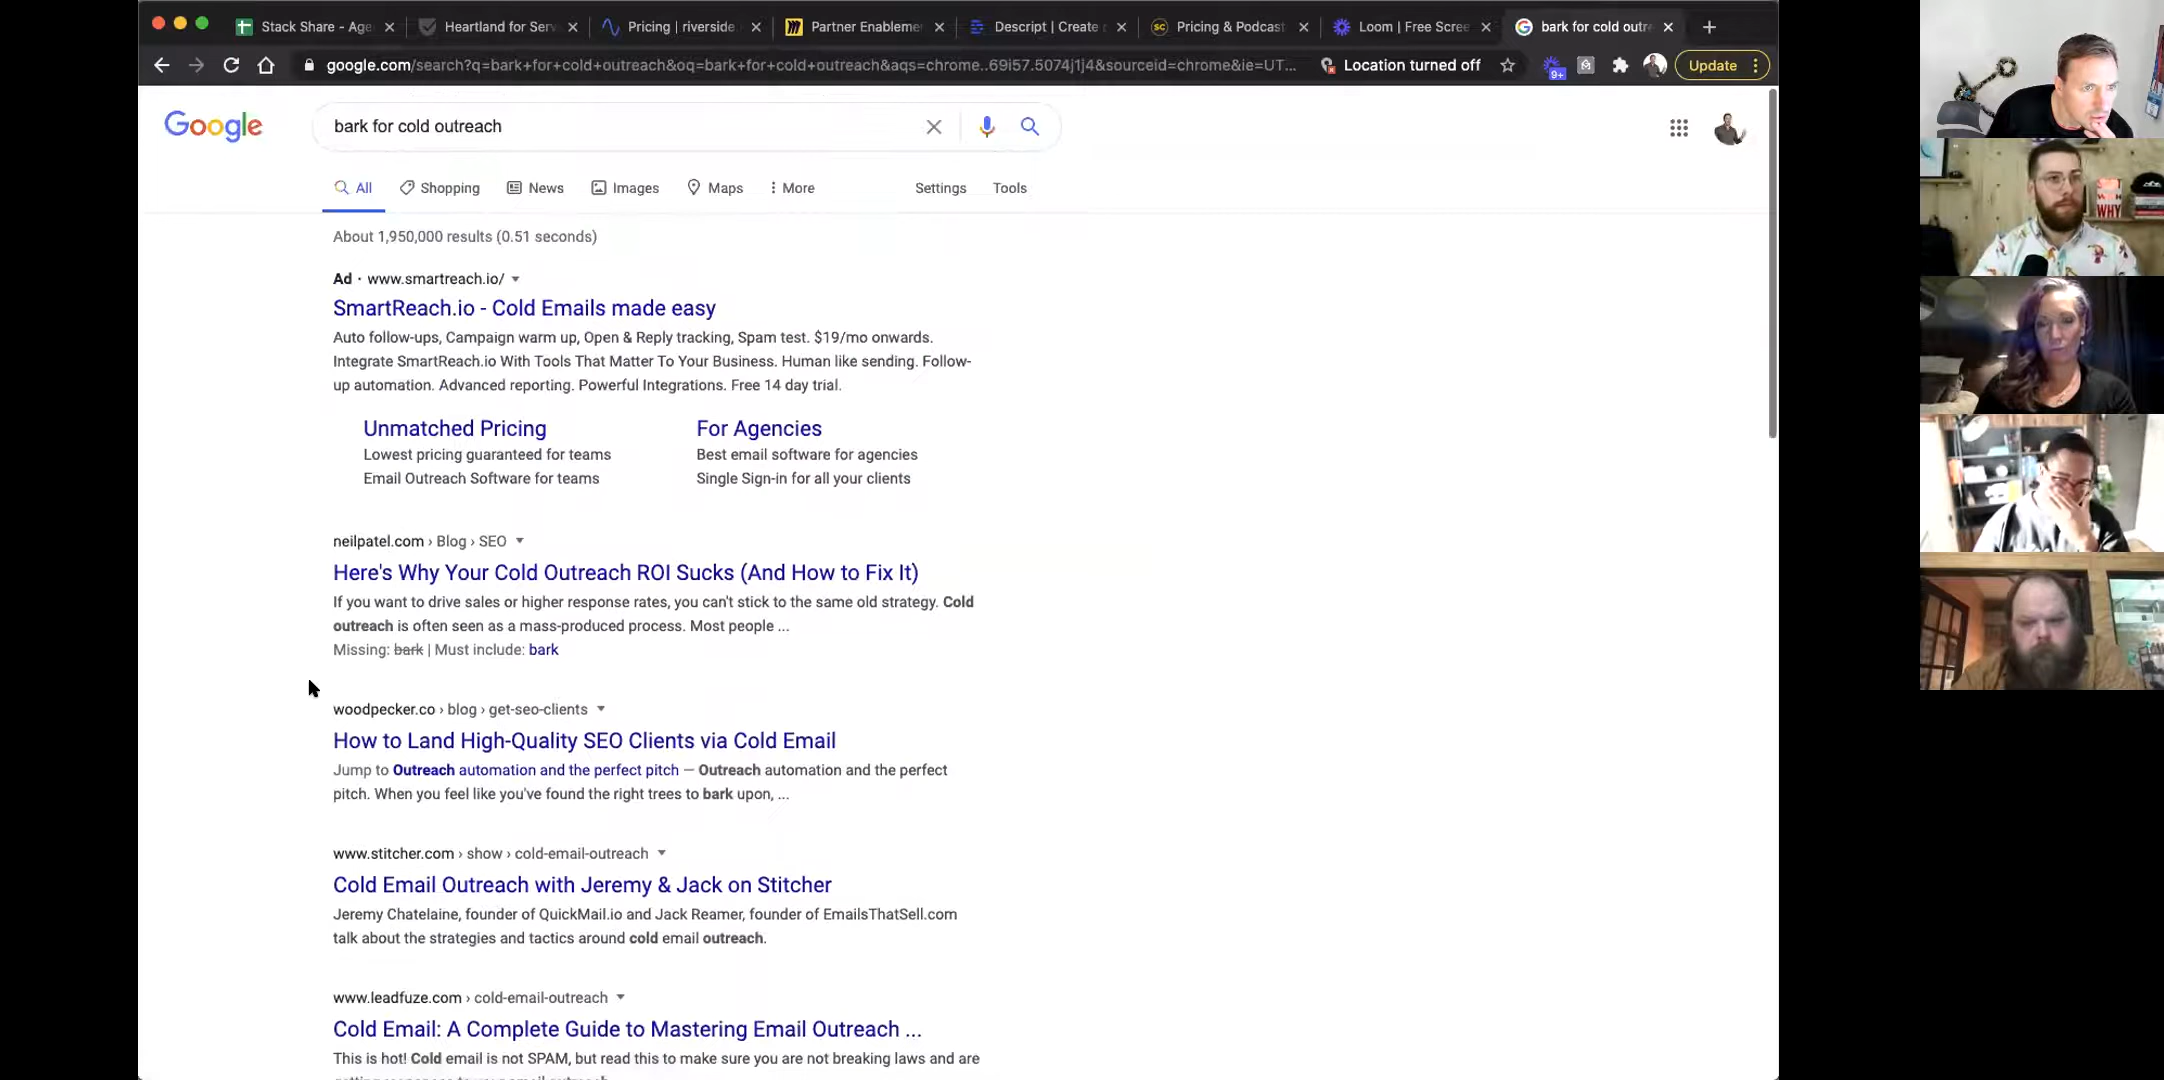 Stack Share - Age
Heartland for Serv
Pricing | riverside
Partner Enableme
Descript | Create a
SC
Pricing & Podcast
Loom | Free Scree
bark for cold outr
google.com/search?q=bark+for+cold+outreach&oq=bark+for+cold+outreach&aqs=chrome..69i57.5074j1j4&sourceid=chrome&ie=UT...
Location turned off
9+
Update
Google
bark for cold outreach
All
Shopping
News
Images
Maps
More
Settings
Tools
About 1,950,000 results (0.51 seconds)
Ad · www.smartreach.io/
SmartReach.io - Cold Emails made easy
Auto follow-ups, Campaign warm up, Open & Reply tracking, Spam test. $19/mo onwards.
Integrate SmartReach.io With Tools That Matter To Your Business. Human like sending. Follow-
up automation. Advanced reporting. Powerful Integrations. Free 14 day trial.
Unmatched Pricing
Lowest pricing guaranteed for teams
Email Outreach Software for teams
For Agencies
Best email software for agencies
Single Sign-in for all your clients
neilpatel.com › Blog › SEO
Here's Why Your Cold Outreach ROI Sucks (And How to Fix It)
If you want to drive sales or higher response rates, you can't stick to the same old strategy. Cold
outreach is often seen as a mass-produced process. Most people ...
Missing: bark | Must include: bark
woodpecker.co › blog › get-seo-clients
How to Land High-Quality SEO Clients via Cold Email
Jump to Outreach automation and the perfect pitch — Outreach automation and the perfect
pitch. When you feel like you've found the right trees to bark upon, ...
www.stitcher.com › show › cold-email-outreach
Cold Email Outreach with Jeremy & Jack on Stitcher
Jeremy Chatelaine, founder of QuickMail.io and Jack Reamer, founder of EmailsThatSell.com
talk about the strategies and tactics around cold email outreach.
www.leadfuze.com › cold-email-outreach
Cold Email: A Complete Guide to Mastering Email Outreach ...
This is hot! Cold email is not SPAM, but read this to make sure you are not breaking laws and are
WHY